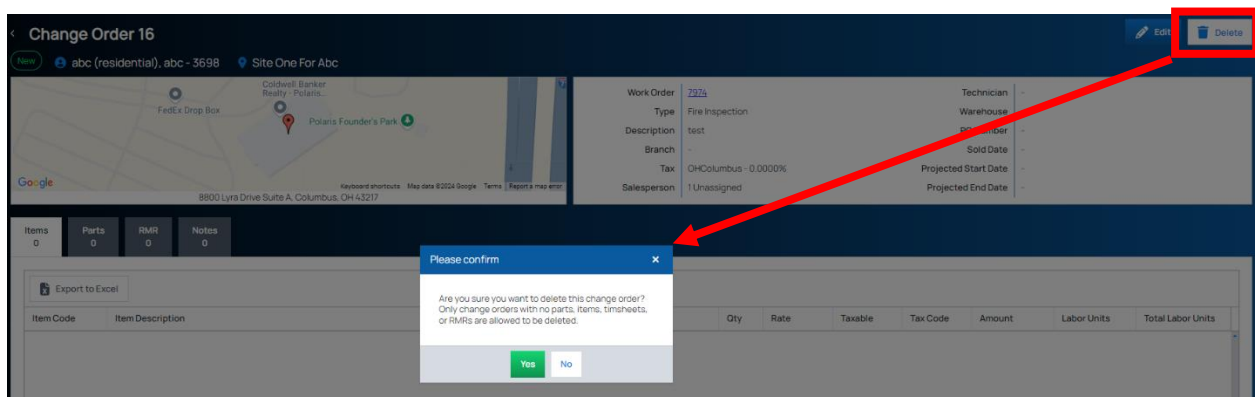 Change Order 16
Edit
Delete
New
abc (residential), abc - 3698
Site One For Abc
Coldwell Banker
Realty - Polaris...
FedEx Drop Box
Polaris Founder's Park
Google
Keyboard shortcuts Map data ©2024 Google Terms Report a map error
8800 Lyra Drive Suite A, Columbus, OH 43217
Work Order 7974
Type Fire Inspection
Description test
Branch -
Tax OHColumbus - 0.0000%
Salesperson 1 Unassigned
Technician -
Warehouse
Number -
Sold Date -
Projected Start Date -
Projected End Date -
Items
0
Parts
0
RMR
0
Notes
0
Please confirm
Are you sure you want to delete this change order?
Only change orders with no parts, items, timsheets,
or RMRs are allowed to be deleted.
Yes
No
Export to Excel
Item Code Item Description Qty Rate Taxable Tax Code Amount Labor Units Total Labor Units